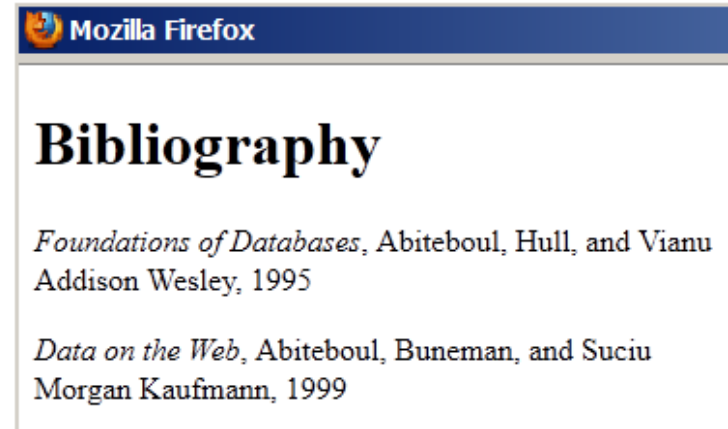 Mozilla Firefox
Bibliography
Foundations of Databases, Abiteboul, Hull, and Vianu
Addison Wesley, 1995
Data on the Web, Abiteboul, Buneman, and Suciu
Morgan Kaufmann, 1999